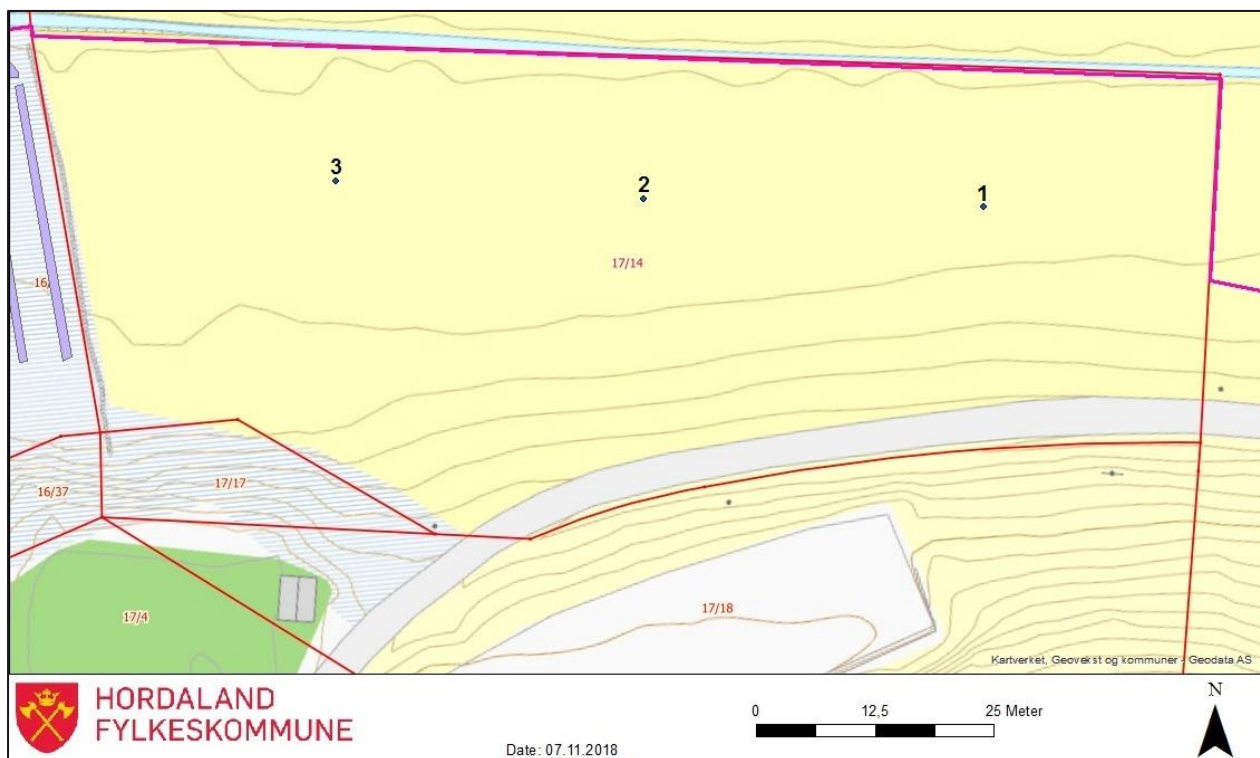 3
2
1
17/14
16/
16/37
17/17
17/4
17/18
Kartverket, Geovekst og kommuner - Geodata AS
HORDALAND
FYLKESKOMMUNE
Date: 07.11.2018
0 12,5 25 Meter
N